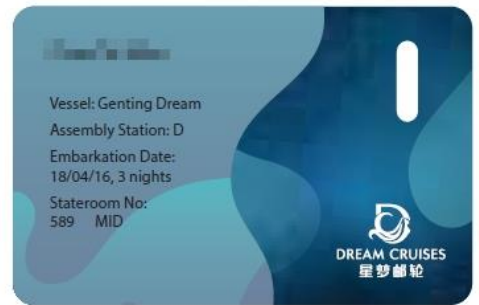 Vessel: Genting Dream
Assembly Station: D
Embarkation Date:
18/04/16, 3 nights
Stateroom No:
589 MID
DREAM CRUISES
星梦邮轮